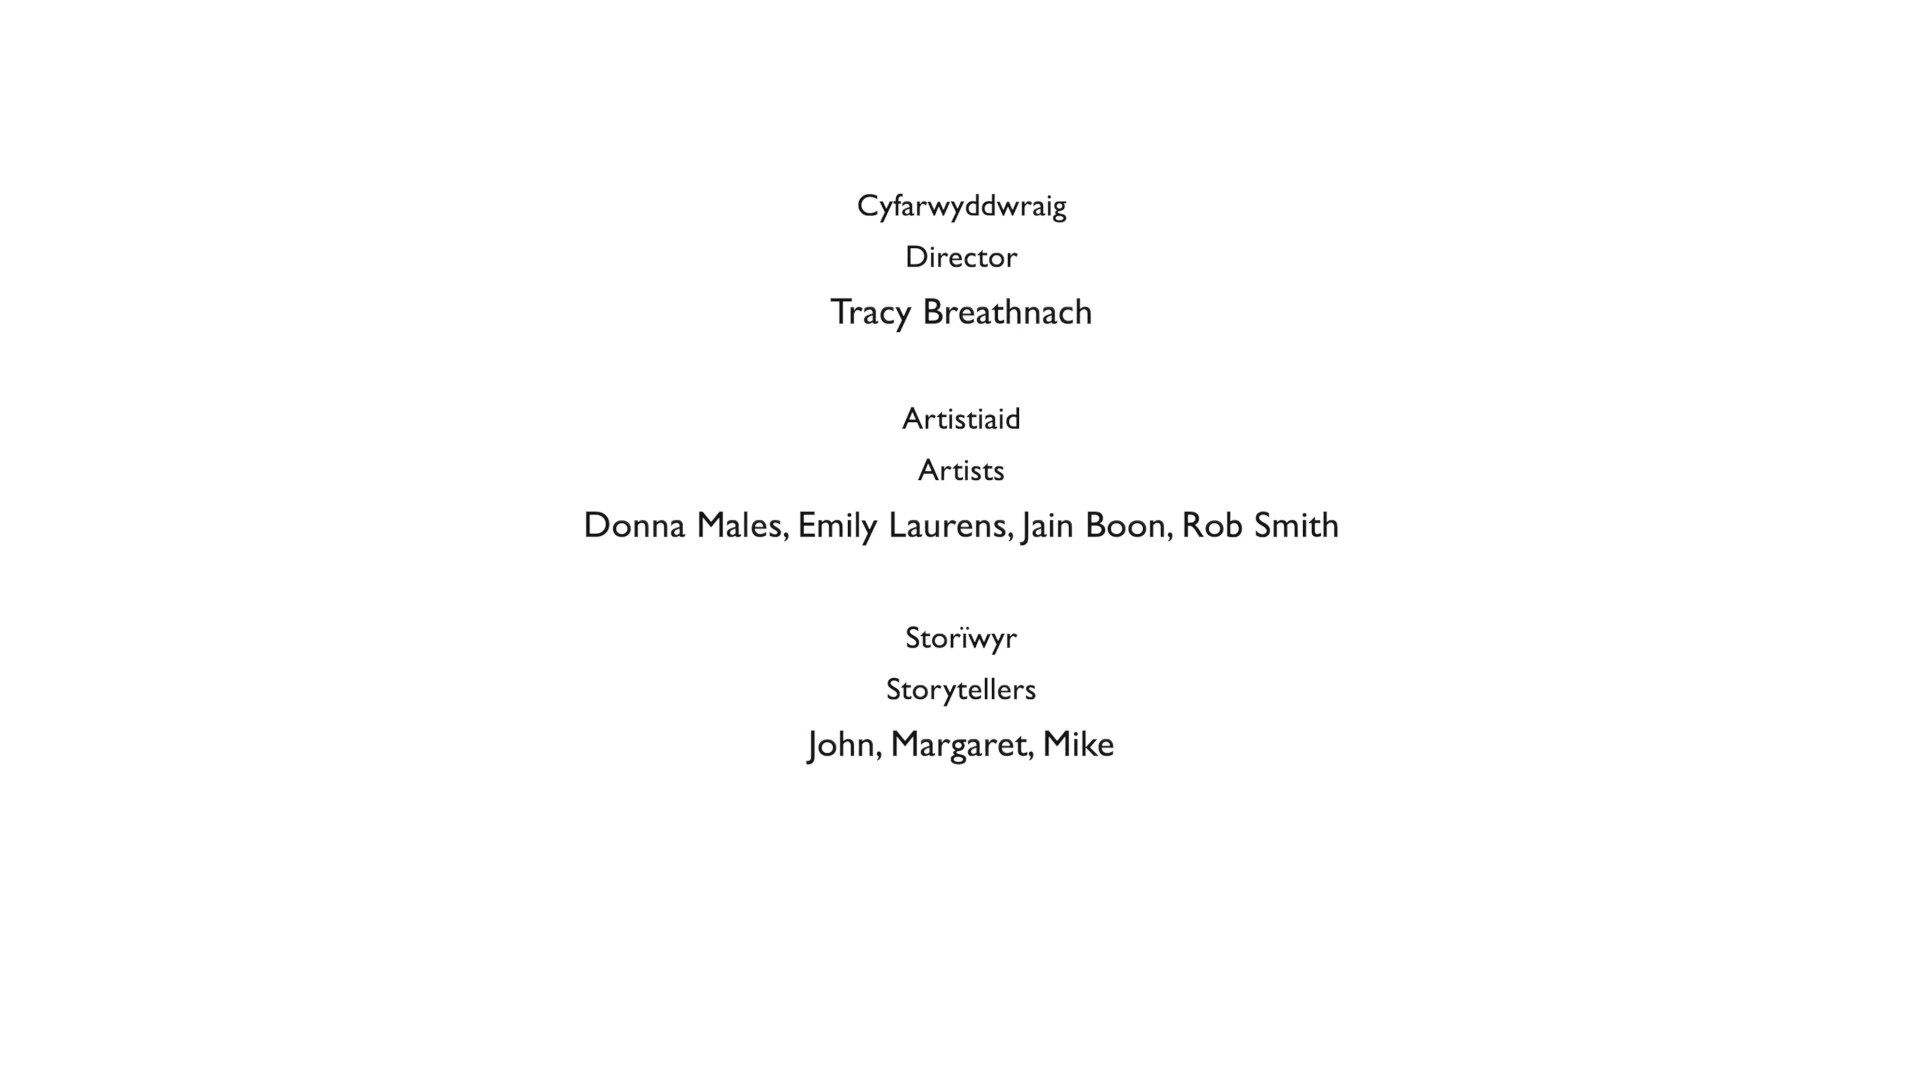 Cyfarwyddwraig
Director
Tracy Breathnach
Artistiaid
Artists
Donna Males, Emily Laurens, Jain Boon, Rob Smith
Storïwyr
Storytellers
John, Margaret, Mike